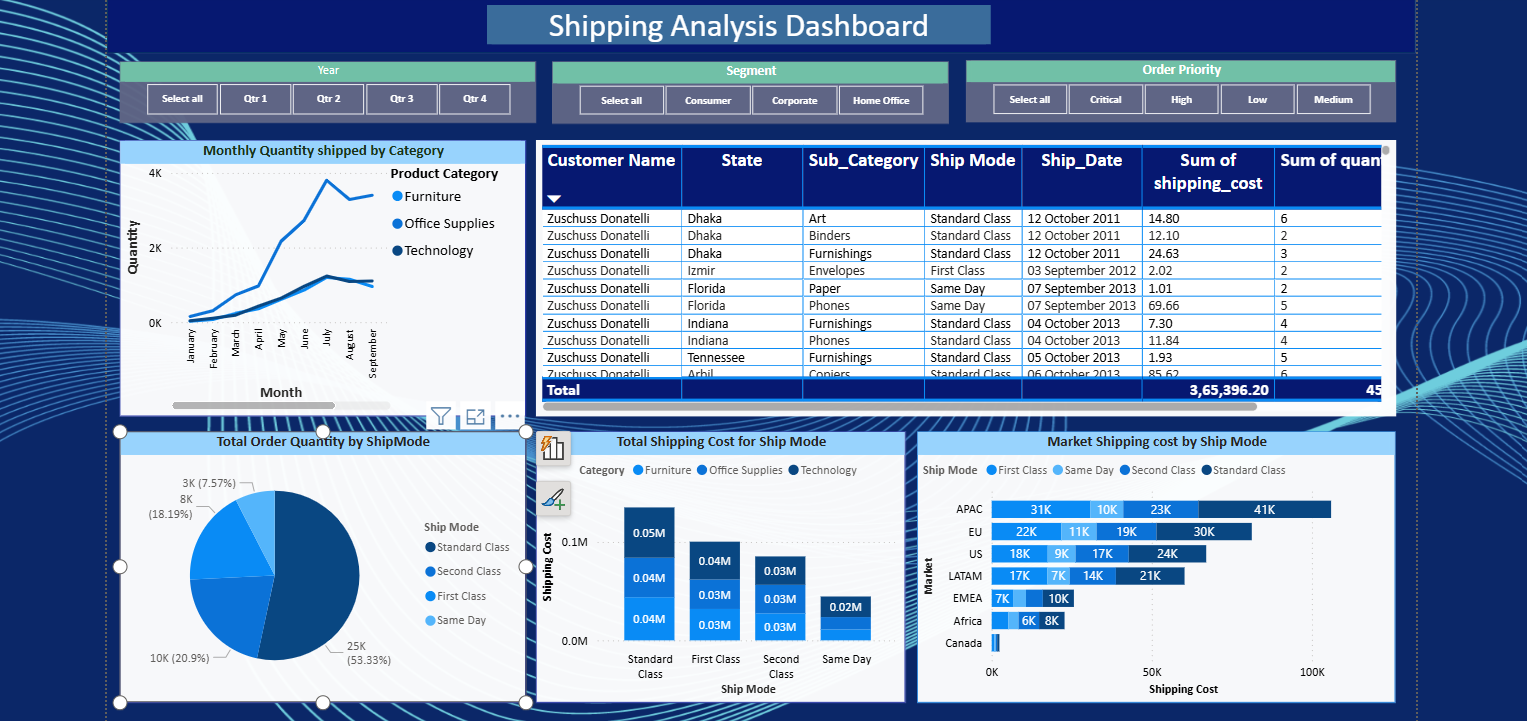 Shipping Analysis Dashboard
Year
Select all Qtr 1 Qtr 2 Qtr 3 Qtr 4
Segment
Select all Consumer Corporate Home Office
Order Priority
Select all Critical High Low Medium
Monthly Quantity shipped by Category
Product Category
Furniture
Office Supplies
Technology
Quantity
4K
2K
0K
January February March April May June July August September
Month
Customer Name State Sub_Category Ship Mode Ship_Date Sum of shipping_cost Sum of quan
Zuschuss Donatelli Dhaka Art Standard Class 12 October 2011 14.80 6
Zuschuss Donatelli Dhaka Binders Standard Class 12 October 2011 12.10 2
Zuschuss Donatelli Dhaka Furnishings Standard Class 12 October 2011 24.63 3
Zuschuss Donatelli Izmir Envelopes First Class 03 September 2012 2.02 2
Zuschuss Donatelli Florida Paper Same Day 07 September 2013 1.01 2
Zuschuss Donatelli Florida Phones Same Day 07 September 2013 69.66 5
Zuschuss Donatelli Indiana Furnishings Standard Class 04 October 2013 7.30 4
Zuschuss Donatelli Indiana Phones Standard Class 04 October 2013 11.84 4
Zuschuss Donatelli Tennessee Furnishings Standard Class 05 October 2013 1.93 5
Zuschuss Donatelli Arbil Copiers Standard Class 06 October 2013 85.62 6
Total 3,65,396.20 45
Total Order Quantity by ShipMode
3K (7.57%)
8K
(18.19%)
10K (20.9%)
25K
(53.33%)
Ship Mode
Standard Class
Second Class
First Class
Same Day
Total Shipping Cost for Ship Mode
Category Furniture Office Supplies Technology
Shipping Cost
0.1M
0.0M
0.05M
0.04M
0.04M
0.04M
0.03M
0.03M
0.03M
0.03M
0.03M
0.02M
Standard Class
First Class
Second Class
Same Day
Ship Mode
Market Shipping cost by Ship Mode
Ship Mode First Class Same Day Second Class Standard Class
Market
APAC 31K 10K 23K 41K
EU 22K 11K 19K 30K
US 18K 9K 17K 24K
LATAM 17K 7K 14K 21K
EMEA 7K 10K
Africa 6K 8K
Canada
0K 50K 100K
Shipping Cost